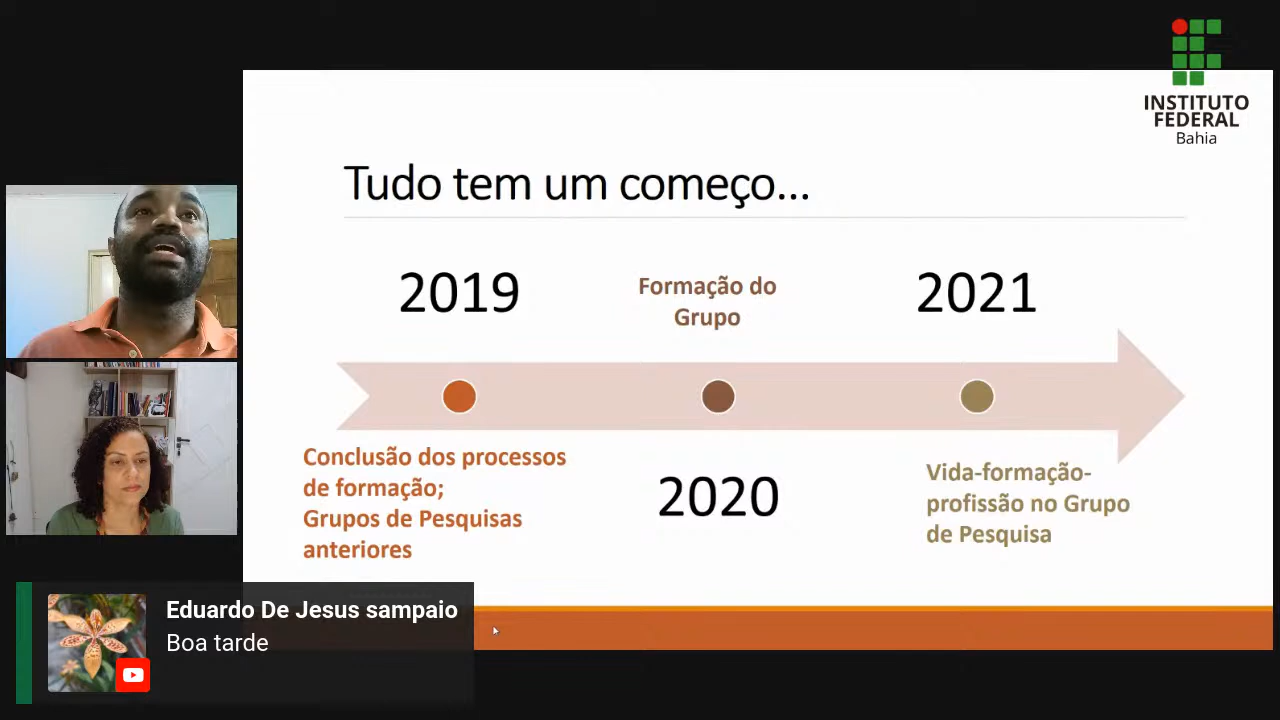 INSTITUTO
FEDERAL
Bahia
Tudo tem um começo...
2019
Formação do
Grupo
2021
Conclusão dos processos
de formação;
Grupos de Pesquisas
anteriores
2020
Vida-formação-
profissão no Grupo
de Pesquisa
Eduardo De Jesus sampaio
Boa tarde